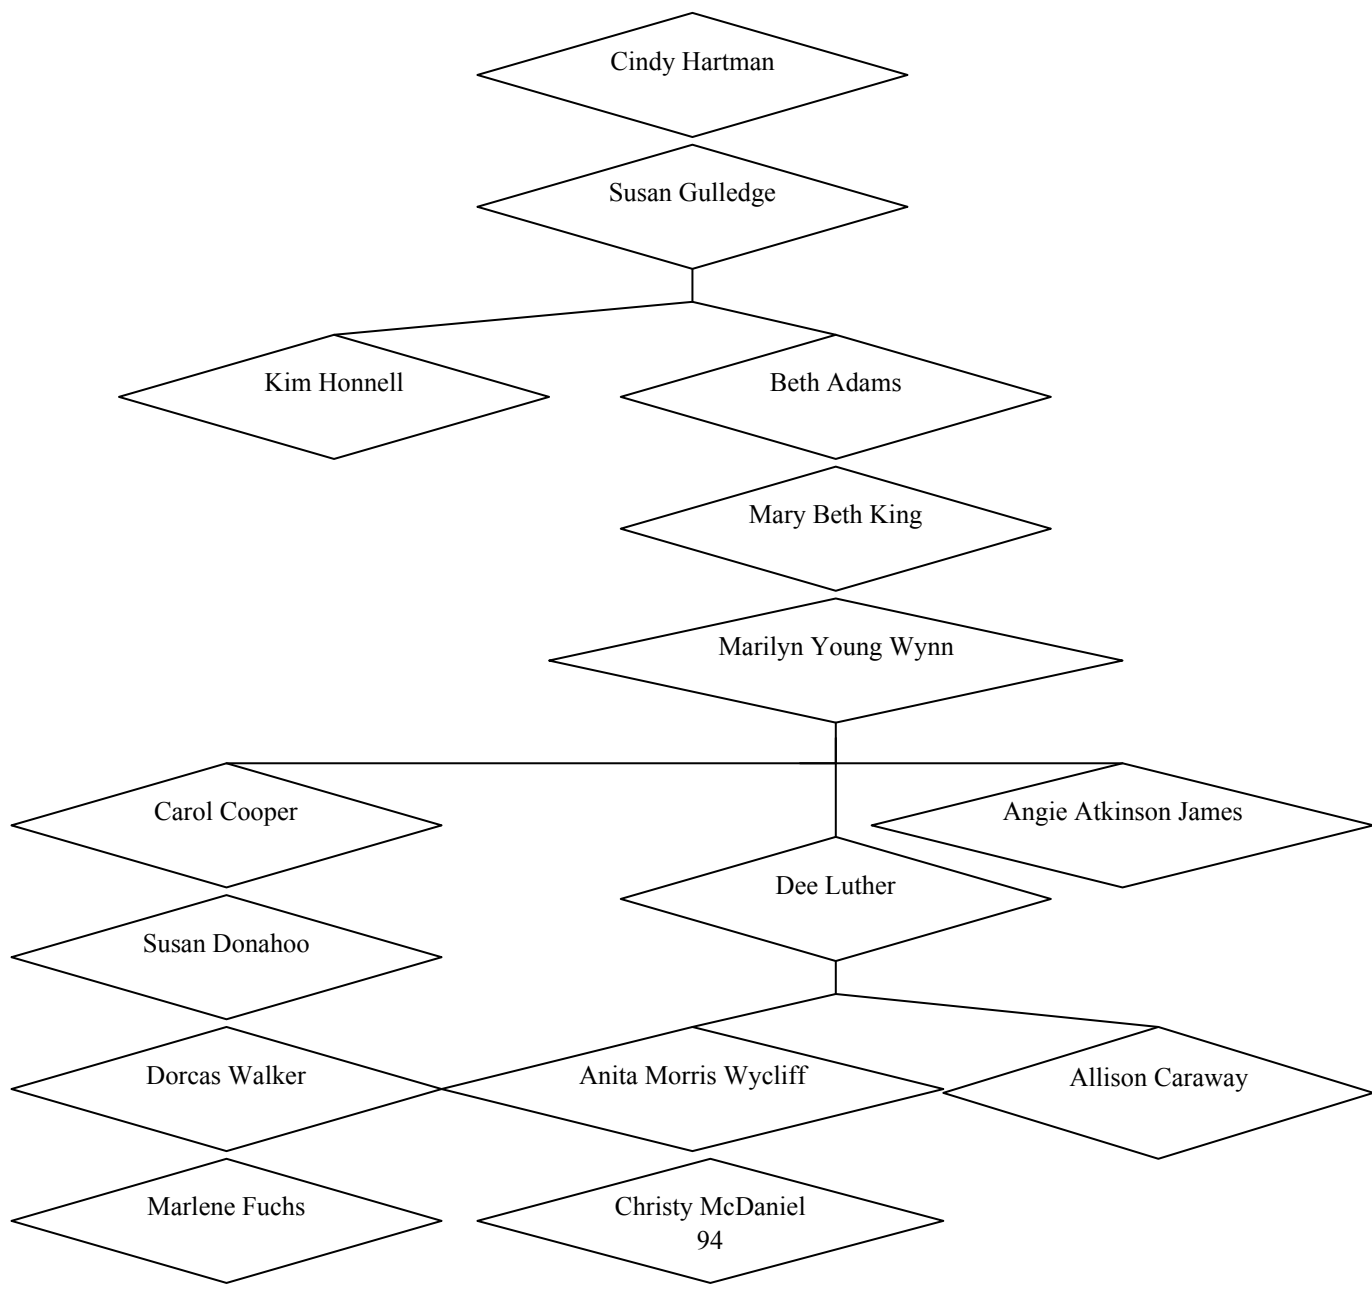 Cindy Hartman
Susan Gulledge
Kim Honnell
Beth Adams
Mary Beth King
Marilyn Young Wynn
Carol Cooper
Angie Atkinson James
Dee Luther
Susan Donahoo
Dorcas Walker
Anita Morris Wycliff
Allison Caraway
Marlene Fuchs
Christy McDaniel
94